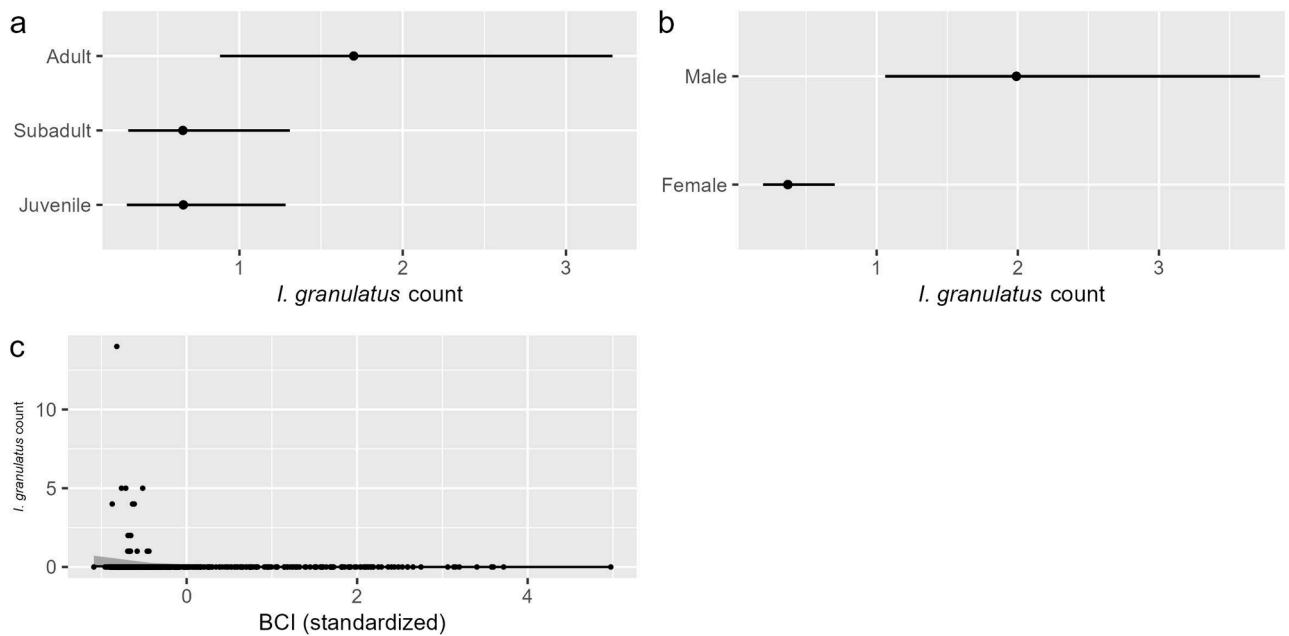 a
Adult
Subadult
Juvenile
1 2 3
I. granulatus count
b
Male
Female
1 2 3
I. granulatus count
c
I. granulatus count
10
5
0
0 2 4
BCI (standardized)